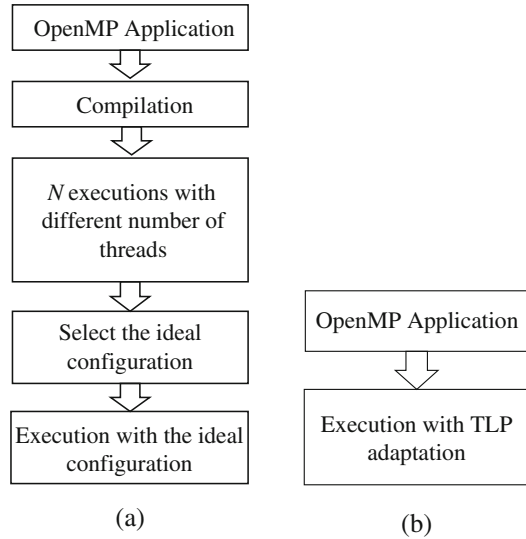 OpenMP Application
Compilation
N executions with
different number of
threads
Select the ideal
configuration
Execution with the ideal
configuration
(a)
OpenMP Application
Execution with TLP
adaptation
(b)